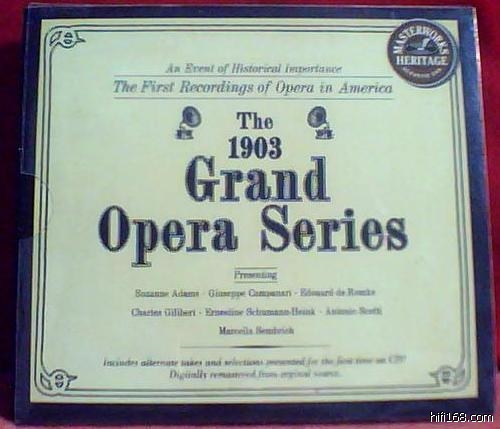 MASTERWORKS
HERITAGE
An Event of Historical Importance
The First Recordings of Opera in America
The
1903
Grand
Opera Series
Presenting
Suzanne Adams · Giuseppe Campanari · Edouard de Reszke
Charles Gilibert · Ernestine Schumann-Heink · Antonio Scotti
Marcella Sembrich
Includes alternate takes and selections presented for the first time on CD!
Digitally remastered from original source.
hifi168.com